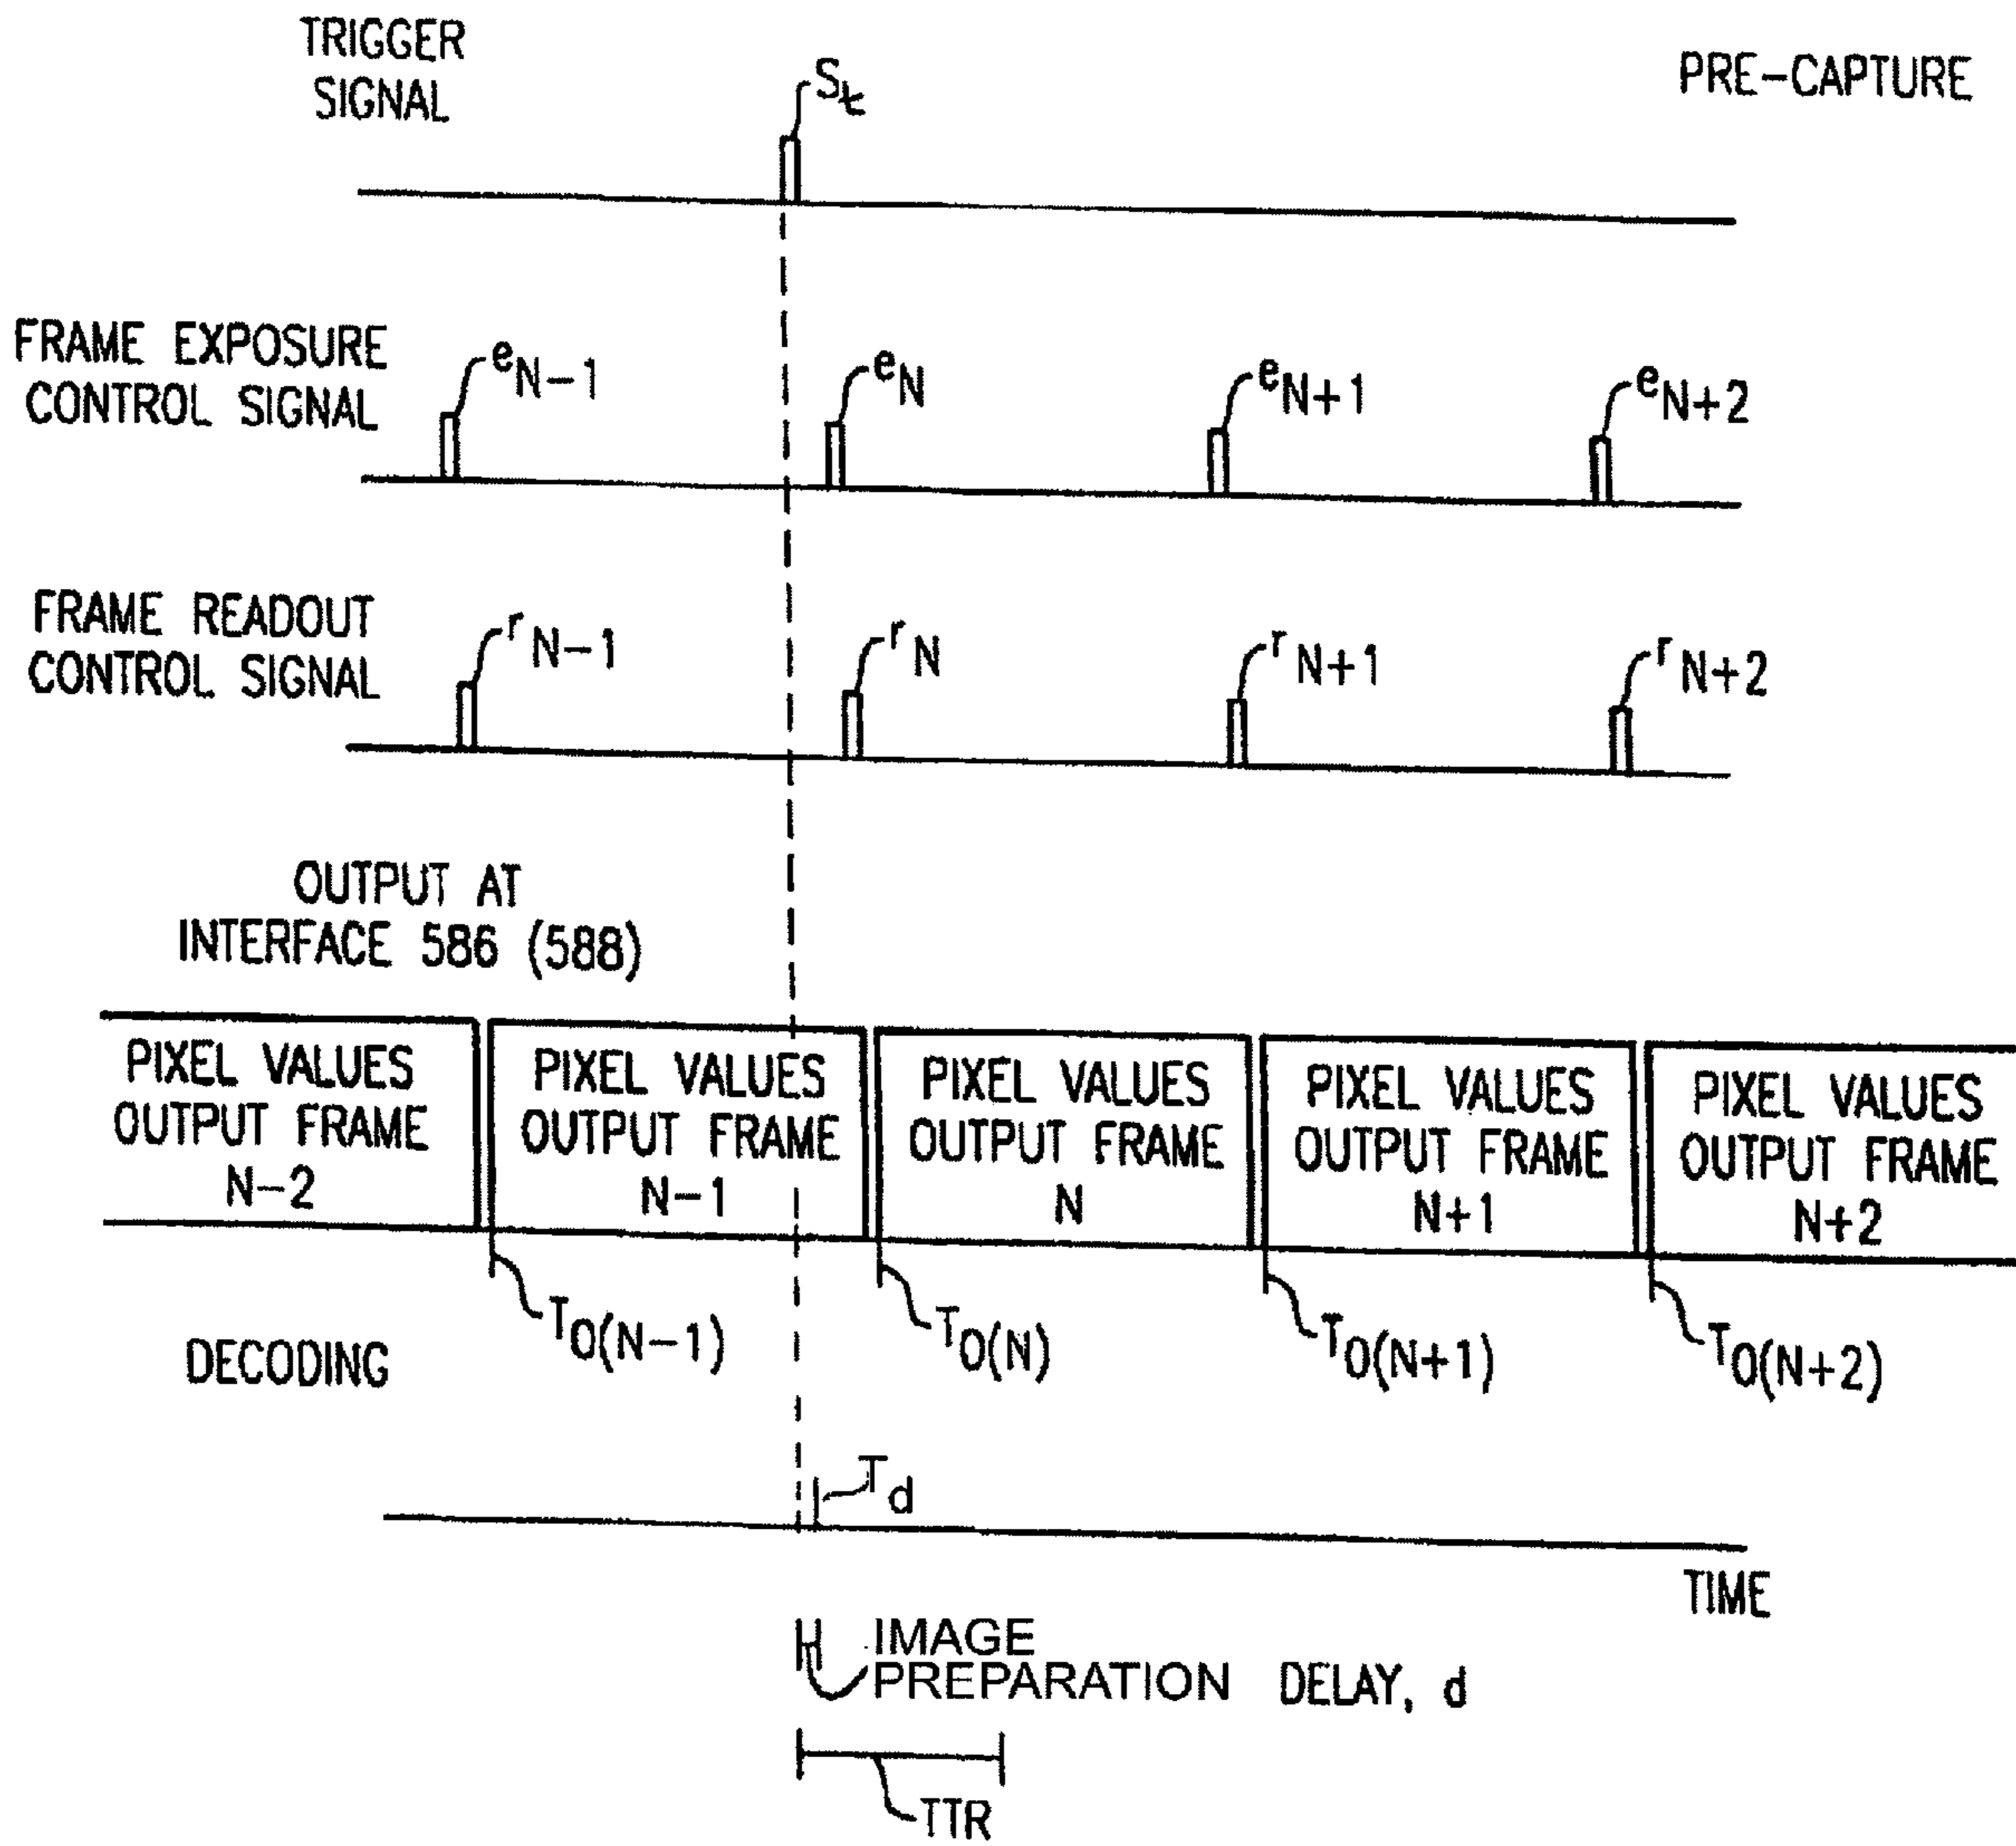 TRIGGER
SIGNAL
St
PRE-CAPTURE
FRAME EXPOSURE
CONTROL SIGNAL
eN-1
eN
eN+1
eN+2
FRAME READOUT
CONTROL SIGNAL
rN-1
rN
rN+1
rN+2
OUTPUT AT
INTERFACE 586 (588)
PIXEL VALUES
OUTPUT FRAME
N-2
PIXEL VALUES
OUTPUT FRAME
N-1
PIXEL VALUES
OUTPUT FRAME
N
PIXEL VALUES
OUTPUT FRAME
N+1
PIXEL VALUES
OUTPUT FRAME
N+2
TO(N-1)
TO(N)
TO(N+1)
TO(N+2)
DECODING
Td
TIME
IMAGE
PREPARATION DELAY, d
TTR